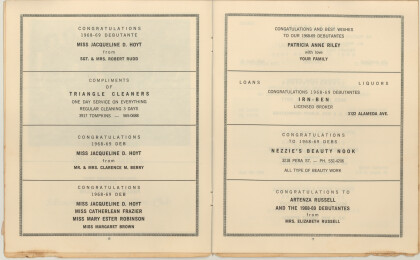 CONGRATULATIONS
1968-69 DEBUTANTE
MISS JACQUELINE D. HOYT
from
SGT. & MRS. ROBERT RUSS
COMPLIMENTS
OF
TRIANGLE CLEANERS
ONE DAY SERVICE ON EVERYTHING
REGULAR CLEANING 3 DAYS
CONGRATULATIONS
1968-69 DEB
MISS JACQUELINE D. HOYT
from
MR. & MRS. CLARENCE M. BERRY
CONGRATULATIONS
1968-69 DEB
MISS JACQUELINE D. HOYT
MISS CATHERLEAN FRAZIER
MISS MARY ESTER ROBINSON
MISS MARGARET BROWN
CONGATULATIONS AND BEST WISHES
TO OUR 1968-69 DEBUTANTES
PATRICIA ANNE RILEY
with love
YOUR FAMILY
LOANS LIQUORS
CONGRATULATIONS 1968-69 DEBUTANTES
IRN-BEN
LICENSED BROKER
ALAMEDA AVE.
CONGRATULATIONS
TO 1968-69 DEBS
NEZZIE'S BEAUTY NOOK
ALL TYPE OF BEAUTY WORK
CONGRATULATIONS TO
ARTENZA RUSSELL
AND THE 1968-69 DEBUTANTES
from
MRS. ELIZABETH RUSSELL